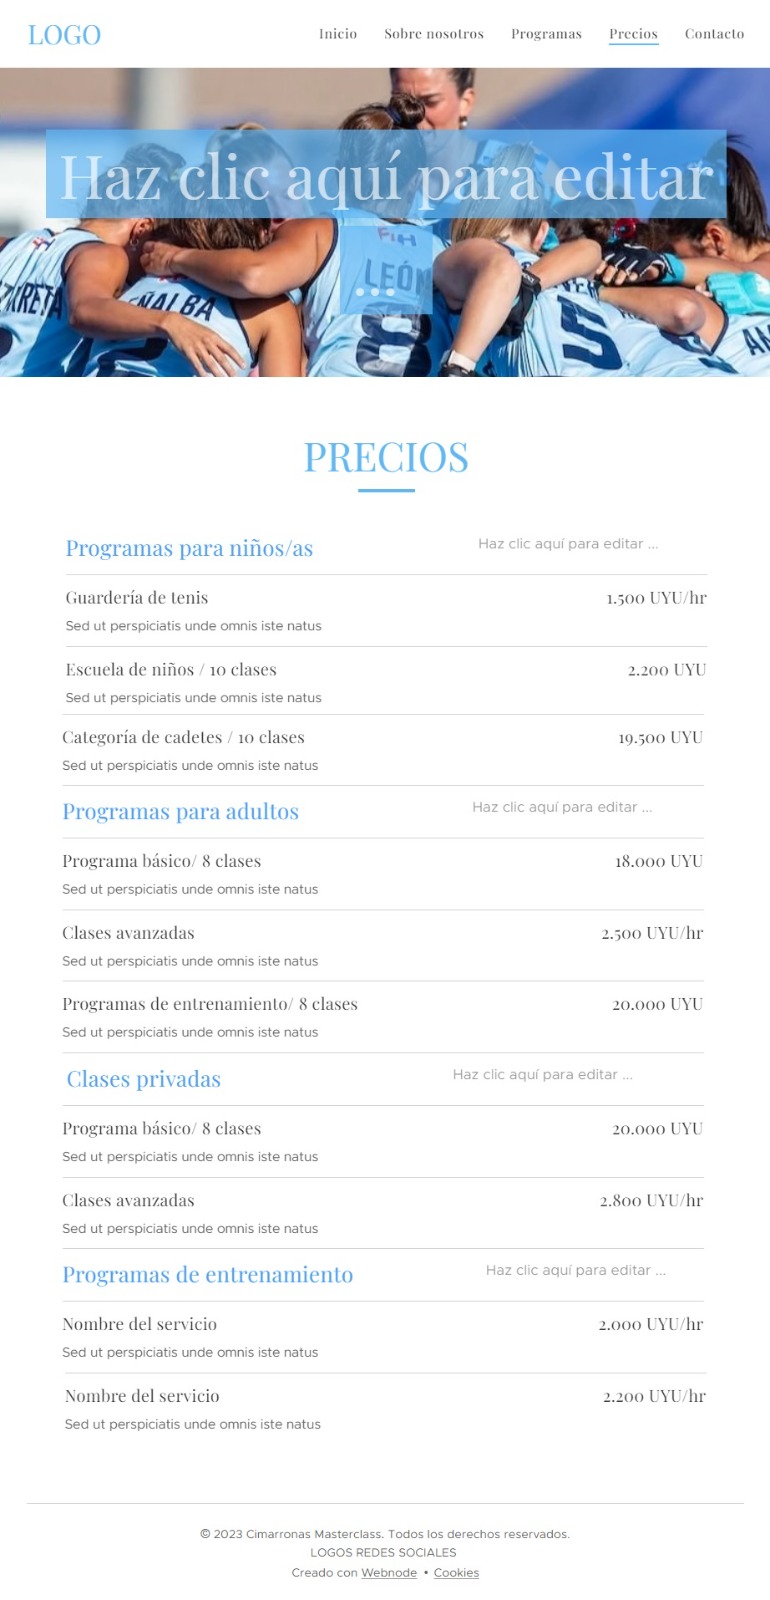 LOGO
Inicio Sobre nosotros Programas Precios Contacto
Haz clic aquí para editar
...
FIH
LEÓN
ÑALBA
8
5
PRECIOS
Programas para niños/as Haz clic aquí para editar ...
Guardería de tenis 1.500 UYU/hr
Sed ut perspiciatis unde omnis iste natus
Escuela de niños / 10 clases 2.200 UYU
Sed ut perspiciatis unde omnis iste natus
Categoría de cadetes / 10 clases 19.500 UYU
Sed ut perspiciatis unde omnis iste natus
Programas para adultos Haz clic aquí para editar ...
Programa básico/ 8 clases 18.000 UYU
Sed ut perspiciatis unde omnis iste natus
Clases avanzadas 2.500 UYU/hr
Sed ut perspiciatis unde omnis iste natus
Programas de entrenamiento/ 8 clases 20.000 UYU
Sed ut perspiciatis unde omnis iste natus
Clases privadas Haz clic aquí para editar ...
Programa básico/ 8 clases 20.000 UYU
Sed ut perspiciatis unde omnis iste natus
Clases avanzadas 2.800 UYU/hr
Sed ut perspiciatis unde omnis iste natus
Programas de entrenamiento Haz clic aquí para editar ...
Nombre del servicio 2.000 UYU/hr
Sed ut perspiciatis unde omnis iste natus
Nombre del servicio 2.200 UYU/hr
Sed ut perspiciatis unde omnis iste natus
© 2023 Cimarronas Masterclass. Todos los derechos reservados.
LOGOS REDES SOCIALES
Creado con Webnode • Cookies